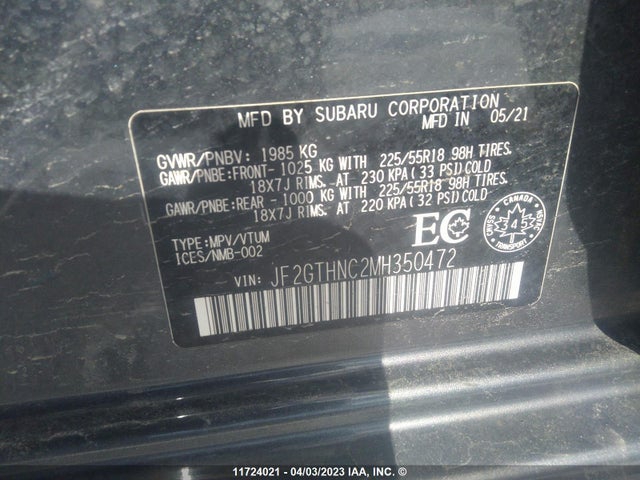 MFD BY SUBARU CORPORATION
MFD IN 05/21
GVWR/PNBV: 1985 KG
GAWR/PNBE:FRONT- 1025 KG WITH 225/55R18 98H TIRES.
18X7J RIMS. AT 230 KPA ( 33 PSI) COLD
GAWR/PNBE:REAR - 1000 KG WITH 225/55R18 98H TIRES.
18X7J RIMS. AT 220 KPA ( 32 PSI) COLD
TYPE:MPV/VTUM
ICES/NMB-002
EC
CANADA
345
TRANSPORT
VIN: JF2GTHNC2MH350472
11724021 - 04/03/2023 IAA, INC. ©